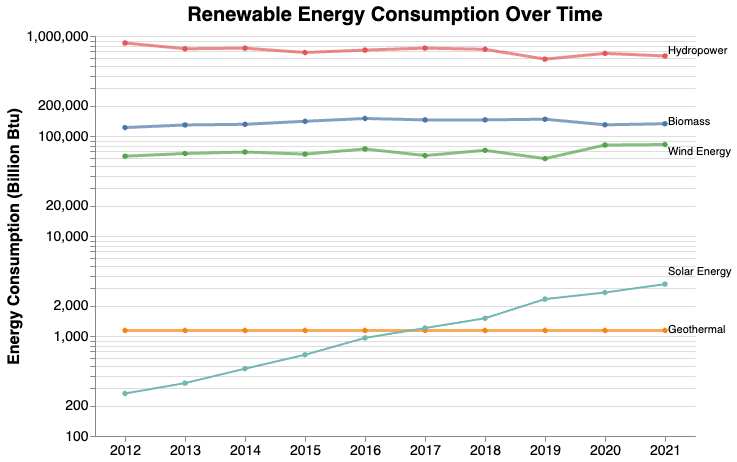 Renewable Energy Consumption Over Time
Energy Consumption (Billion Btu)
1,000,000
200,000
100,000
20,000
10,000
2,000
1,000
200
100
Hydropower
Biomass
Wind Energy
Solar Energy
Geothermal
2012 2013 2014 2015 2016 2017 2018 2019 2020 2021